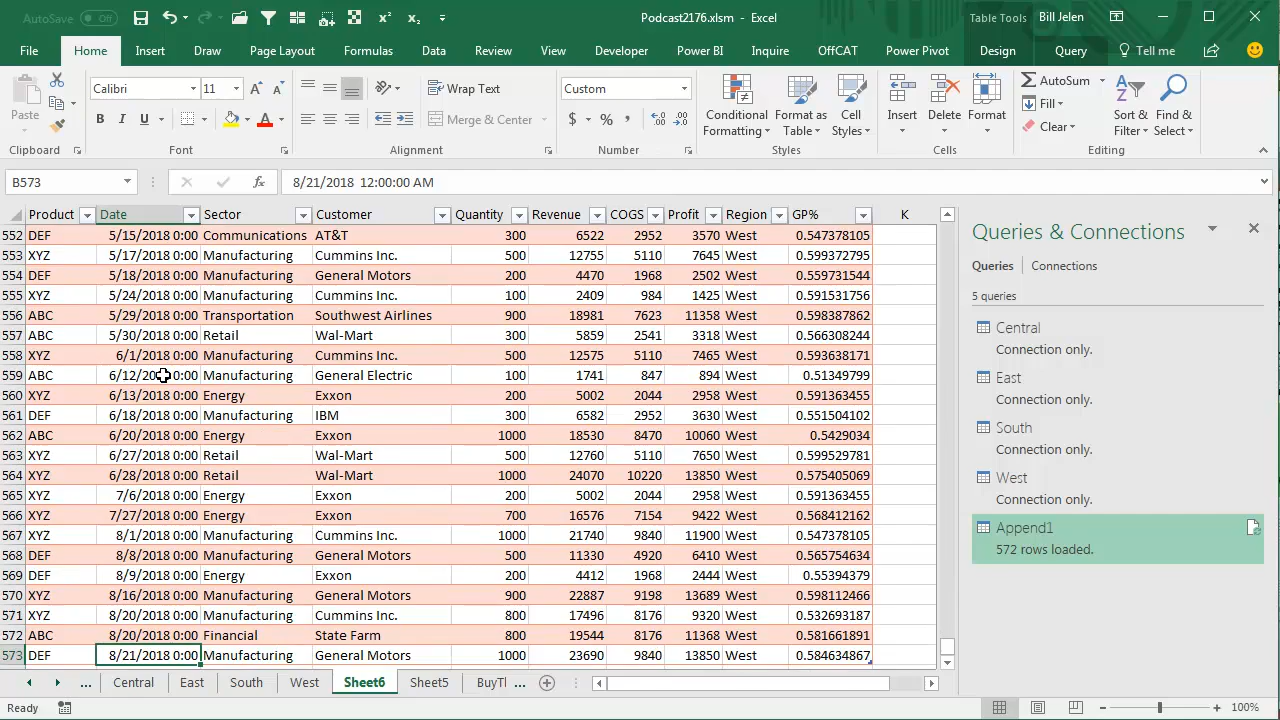 AutoSave Off Podcast2176.xlsm - Excel Table Tools Bill Jelen
File Home Insert Draw Page Layout Formulas Data Review View Developer Power BI Inquire OffCAT Power Pivot Design Query Tell me
Paste Calibri 11 Wrap Text Custom Conditional Formatting Format as Table Cell Styles Insert Delete Format AutoSum Sort & Filter Find & Select
B I U A Merge & Center $ % , Fill
Clear
Clipboard Font Alignment Number Styles Cells Editing
B573 fx 8/21/2018 12:00:00 AM
Product Date Sector Customer Quantity Revenue COGS Profit Region GP% K
552 DEF 5/15/2018 0:00 Communications AT&T 300 6522 2952 3570 West 0.547378105
553 XYZ 5/17/2018 0:00 Manufacturing Cummins Inc. 500 12755 5110 7645 West 0.599372795
554 DEF 5/18/2018 0:00 Manufacturing General Motors 200 4470 1968 2502 West 0.559731544
555 XYZ 5/24/2018 0:00 Manufacturing Cummins Inc. 100 2409 984 1425 West 0.591531756
556 ABC 5/29/2018 0:00 Transportation Southwest Airlines 900 18981 7623 11358 West 0.598387862
557 ABC 5/30/2018 0:00 Retail Wal-Mart 300 5859 2541 3318 West 0.566308244
558 XYZ 6/1/2018 0:00 Manufacturing Cummins Inc. 500 12575 5110 7465 West 0.593638171
559 ABC 6/12/20 0:00 Manufacturing General Electric 100 1741 847 894 West 0.51349799
560 XYZ 6/13/2018 0:00 Energy Exxon 200 5002 2044 2958 West 0.591363455
561 DEF 6/18/2018 0:00 Manufacturing IBM 300 6582 2952 3630 West 0.551504102
562 ABC 6/20/2018 0:00 Energy Exxon 1000 18530 8470 10060 West 0.5429034
563 XYZ 6/27/2018 0:00 Retail Wal-Mart 500 12760 5110 7650 West 0.599529781
564 XYZ 6/28/2018 0:00 Retail Wal-Mart 1000 24070 10220 13850 West 0.575405069
565 XYZ 7/6/2018 0:00 Energy Exxon 200 5002 2044 2958 West 0.591363455
566 XYZ 7/27/2018 0:00 Energy Exxon 700 16576 7154 9422 West 0.568412162
567 XYZ 8/1/2018 0:00 Manufacturing Cummins Inc. 1000 21740 9840 11900 West 0.547378105
568 DEF 8/8/2018 0:00 Manufacturing General Motors 500 11330 4920 6410 West 0.565754634
569 DEF 8/9/2018 0:00 Energy Exxon 200 4412 1968 2444 West 0.55394379
570 XYZ 8/16/2018 0:00 Manufacturing General Motors 900 22887 9198 13689 West 0.598112466
571 XYZ 8/20/2018 0:00 Manufacturing Cummins Inc. 800 17496 8176 9320 West 0.532693187
572 ABC 8/20/2018 0:00 Financial State Farm 800 19544 8176 11368 West 0.581661891
573 DEF 8/21/2018 0:00 Manufacturing General Motors 1000 23690 9840 13850 West 0.584634867
Queries & Connections
Queries Connections
5 queries
Central
Connection only.
East
Connection only.
South
Connection only.
West
Connection only.
Append1
572 rows loaded.
... Central East South West Sheet6 Sheet5 BuyTI ...
Ready 100%